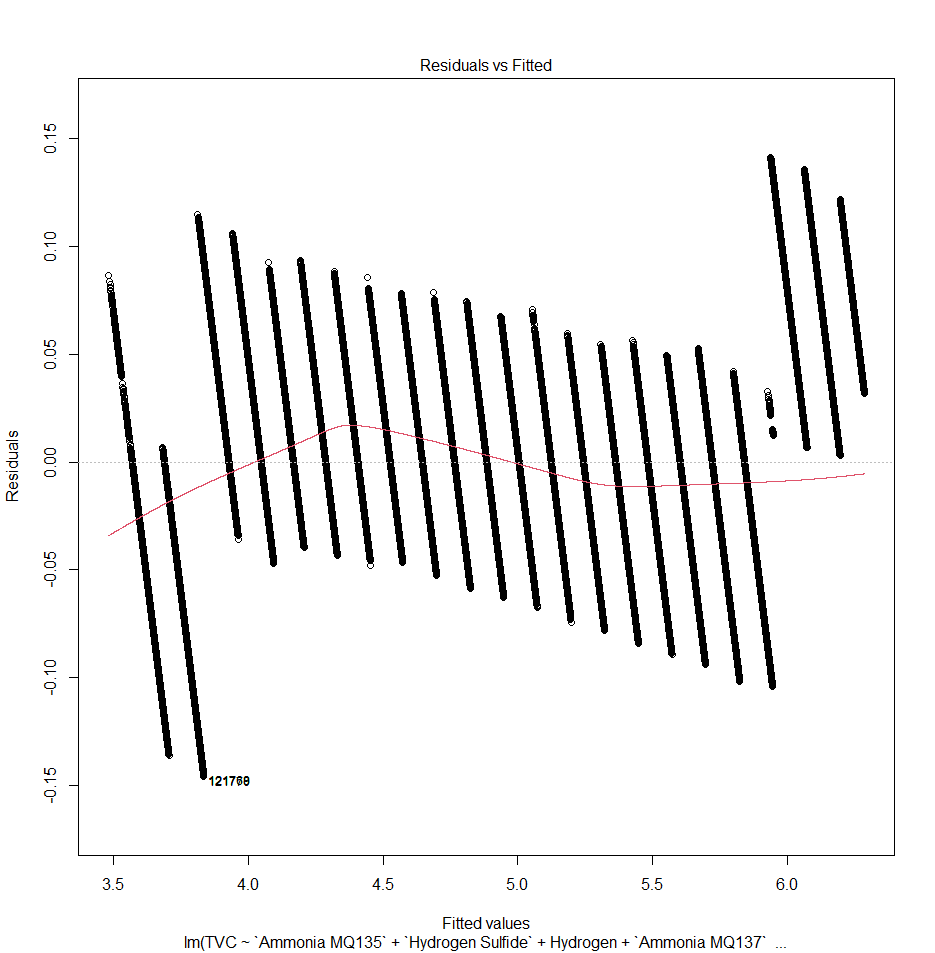 Residuals vs Fitted
0.15
0.10
0.05
0.00
-0.05
-0.10
-0.15
Residuals
3.5 4.0 4.5 5.0 5.5 6.0
Fitted values
lm(TVC ~ `Ammonia MQ135` + `Hydrogen Sulfide` + Hydrogen + `Ammonia MQ137` ...